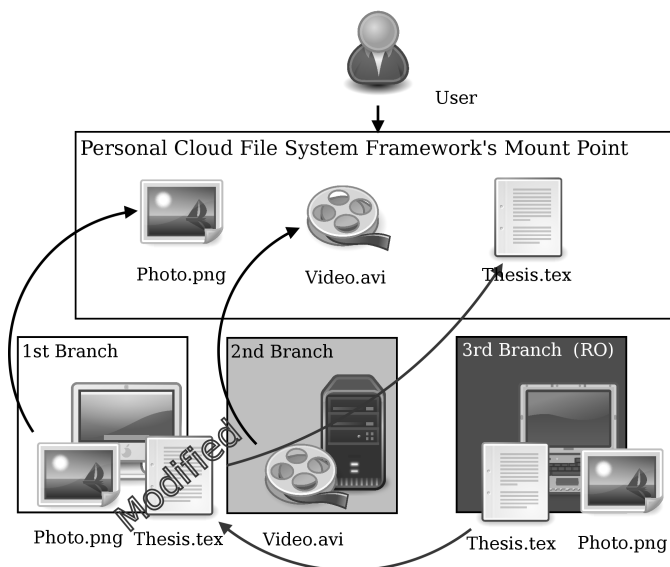 User
Personal Cloud File System Framework's Mount Point
Photo.png
Video.avi
Thesis.tex
1st Branch
2nd Branch
3rd Branch (RO)
Modified
Photo.png
Thesis.tex
Video.avi
Thesis.tex
Photo.png